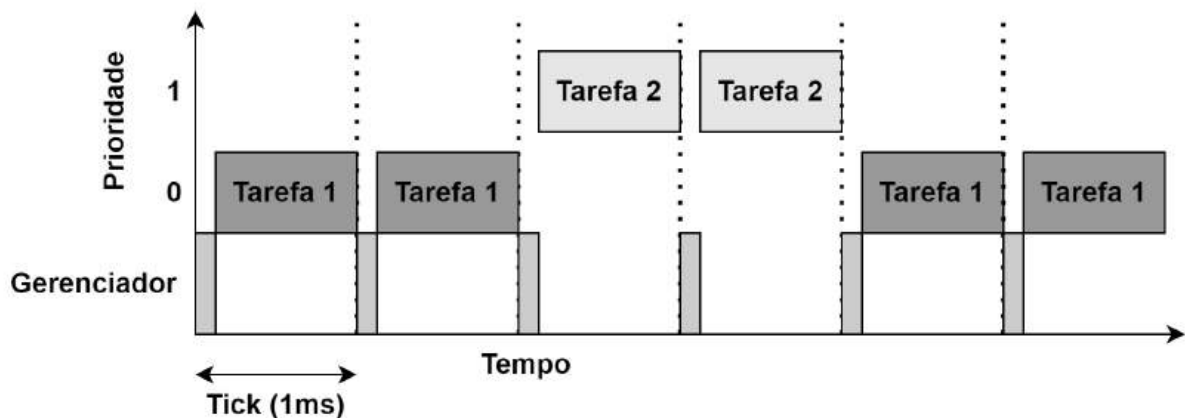 Prioridade
1
Tarefa 2 Tarefa 2
0
Tarefa 1 Tarefa 1 Tarefa 1 Tarefa 1
Gerenciador
Tempo
Tick (1ms)